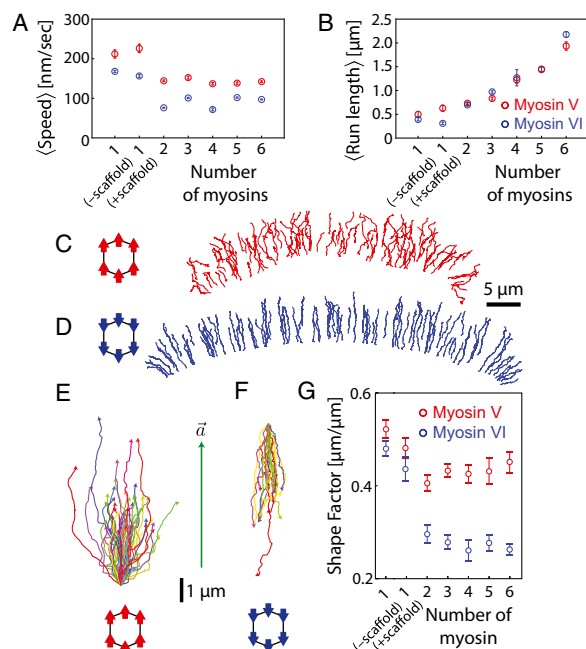 A
300
200
100
0
⟨Speed⟩ [nm/sec]
1
(−scaffold)
1
(+scaffold)
2
3
4
5
6
Number
of myosins
B
2.5
2.0
1.5
1.0
0.5
0
⟨Run length⟩ [μm]
Myosin V
Myosin VI
1
(−scaffold)
1
(+scaffold)
2
3
4
5
6
Number
of myosins
C
5 μm
D
E
F
a⃗
1 μm
G
0.6
0.4
0.2
Shape Factor [μm/μm]
Myosin V
Myosin VI
1
(−scaffold)
1
(+scaffold)
2
3
4
5
6
Number of
myosin